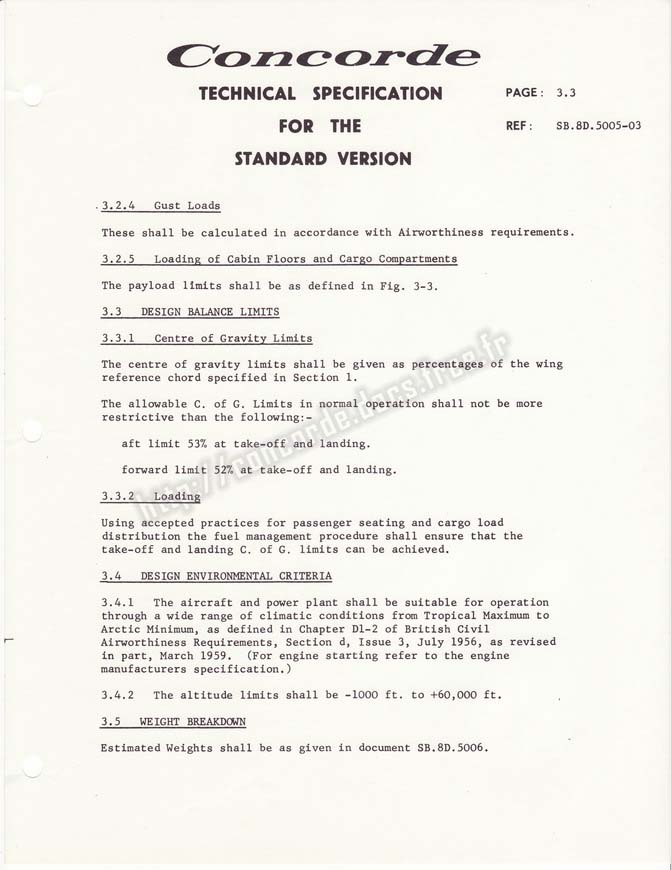 Concorde
TECHNICAL SPECIFICATION
FOR THE
STANDARD VERSION
PAGE: 3.3
REF: SB.8D.5005-03
3.2.4 Gust Loads
These shall be calculated in accordance with Airworthiness requirements.
3.2.5 Loading of Cabin Floors and Cargo Compartments
The payload limits shall be as defined in Fig. 3-3.
3.3 DESIGN BALANCE LIMITS
3.3.1 Centre of Gravity Limits
The centre of gravity limits shall be given as percentages of the wing
reference chord specified in Section 1.
The allowable C. of G. Limits in normal operation shall not be more
restrictive than the following:-
aft limit 53% at take-off and landing.
forward limit 52% at take-off and landing.
3.3.2 Loading
Using accepted practices for passenger seating and cargo load
distribution the fuel management procedure shall ensure that the
take-off and landing C. of G. limits can be achieved.
3.4 DESIGN ENVIRONMENTAL CRITERIA
3.4.1 The aircraft and power plant shall be suitable for operation
through a wide range of climatic conditions from Tropical Maximum to
Arctic Minimum, as defined in Chapter D1-2 of British Civil
Airworthiness Requirements, Section d, Issue 3, July 1956, as revised
in part, March 1959. (For engine starting refer to the engine
manufacturers specification.)
3.4.2 The altitude limits shall be -1000 ft. to +60,000 ft.
3.5 WEIGHT BREAKDOWN
Estimated Weights shall be as given in document SB.8D.5006.
http://concorde.docs.free.fr